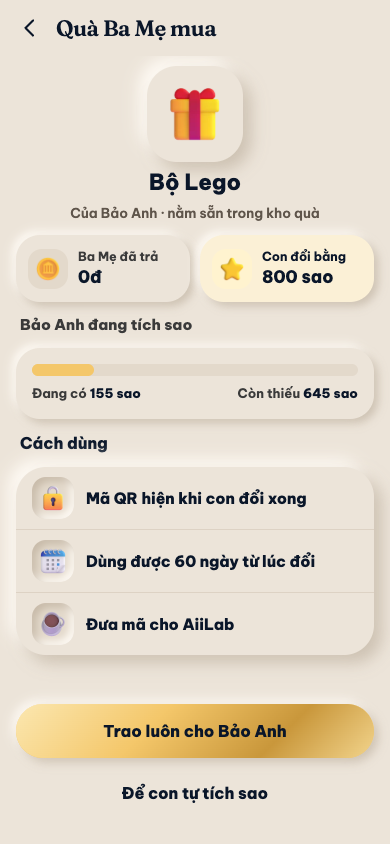 Quà Ba Mẹ mua
Bộ Lego
Của Bảo Anh · nằm sẵn trong kho quà
Ba Mẹ đã trả
0đ
Con đổi bằng
800 sao
Bảo Anh đang tích sao
Đang có 155 sao
Còn thiếu 645 sao
Cách dùng
Mã QR hiện khi con đổi xong
Dùng được 60 ngày từ lúc đổi
Đưa mã cho AiiLab
Trao luôn cho Bảo Anh
Để con tự tích sao